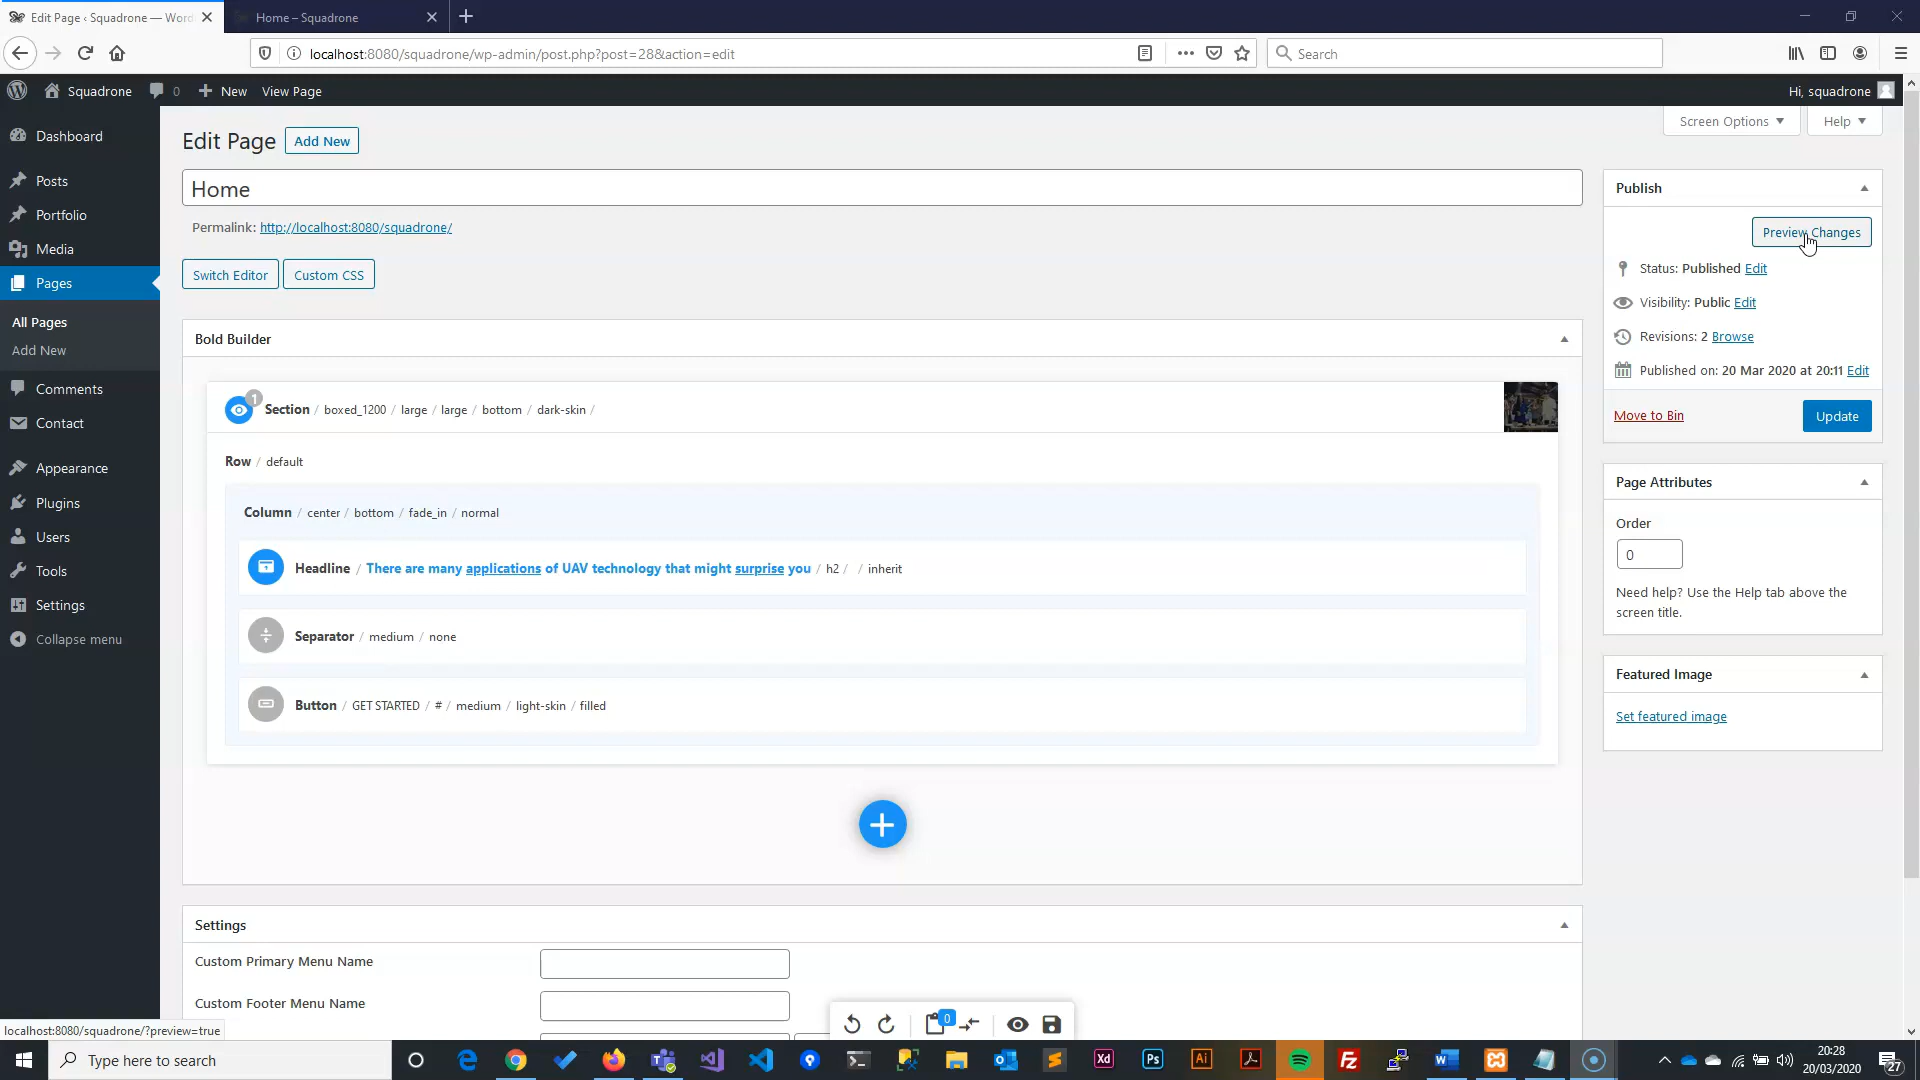 Edit Page ‹ Squadrone — Word
Home – Squadrone
localhost:8080/squadrone/wp-admin/post.php?post=28&action=edit
Search
Squadrone
0
New
View Page
Hi, squadrone
Dashboard
Posts
Portfolio
Media
Pages
All Pages
Add New
Comments
Contact
Appearance
Plugins
Users
Tools
Settings
Collapse menu
Screen Options
Help
Edit Page
Add New
Home
Permalink: http://localhost:8080/squadrone/
Switch Editor
Custom CSS
Bold Builder
1
Section / boxed_1200 / large / large / bottom / dark-skin /
Row / default
Column / center / bottom / fade_in / normal
Headline / There are many applications of UAV technology that might surprise you / h2 / / inherit
Separator / medium / none
Button / GET STARTED / # / medium / light-skin / filled
Settings
Custom Primary Menu Name
Custom Footer Menu Name
0
Publish
Preview Changes
Status: Published Edit
Visibility: Public Edit
Revisions: 2 Browse
Published on: 20 Mar 2020 at 20:11 Edit
Move to Bin
Update
Page Attributes
Order
0
Need help? Use the Help tab above the
screen title.
Featured Image
Set featured image
localhost:8080/squadrone/?preview=true
Type here to search
Xd
Ps
Ai
20:28
20/03/2020
27